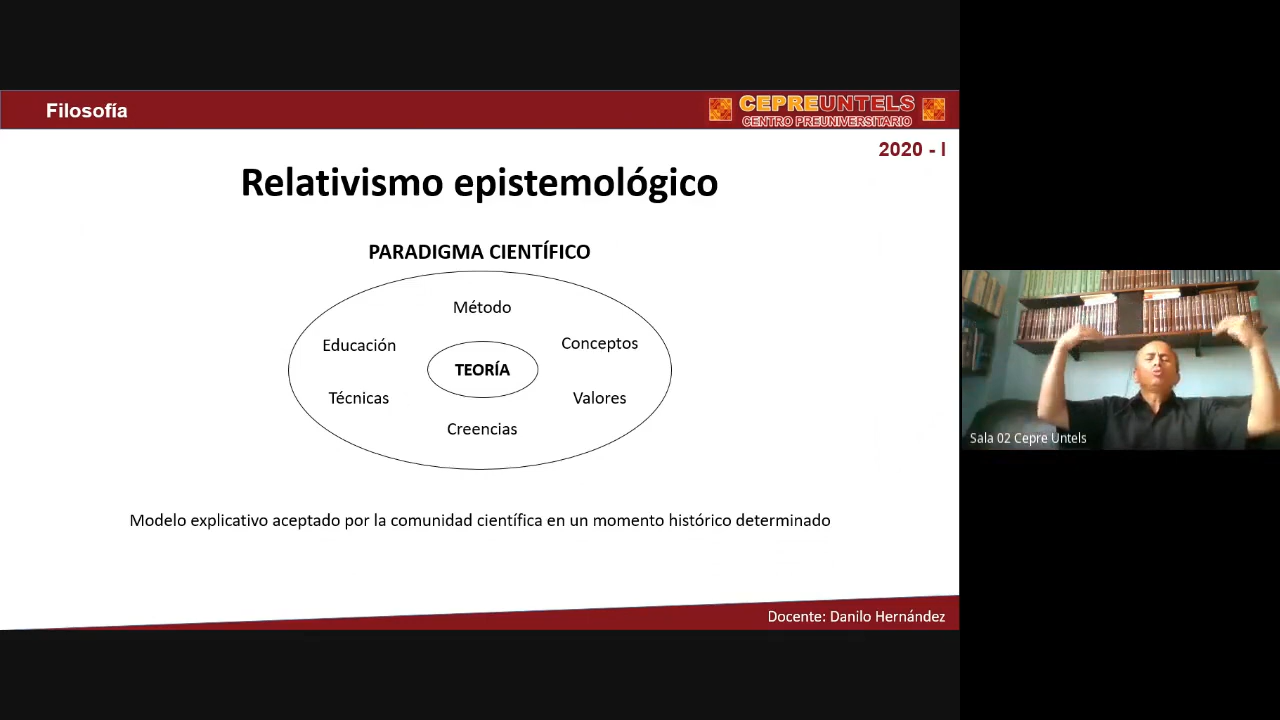 Filosofía
CEPREUNTELS
CENTRO PREUNIVERSITARIO
2020 - I
Relativismo epistemológico
PARADIGMA CIENTÍFICO
Método
Educación
Conceptos
TEORÍA
Técnicas
Valores
Creencias
Modelo explicativo aceptado por la comunidad científica en un momento histórico determinado
Docente: Danilo Hernández
Sala 02 Cepre Untels